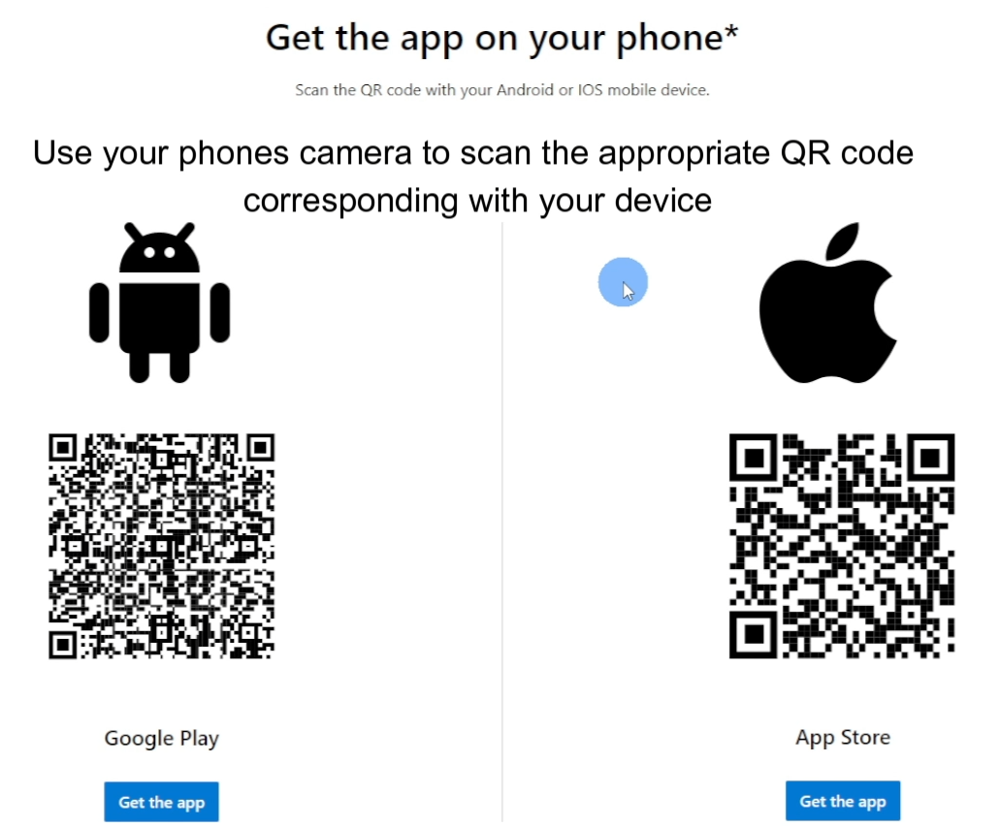 Get the app on your phone*
Scan the QR code with your Android or IOS mobile device.
Use your phones camera to scan the appropriate QR code
corresponding with your device
Google Play
App Store
Get the app
Get the app